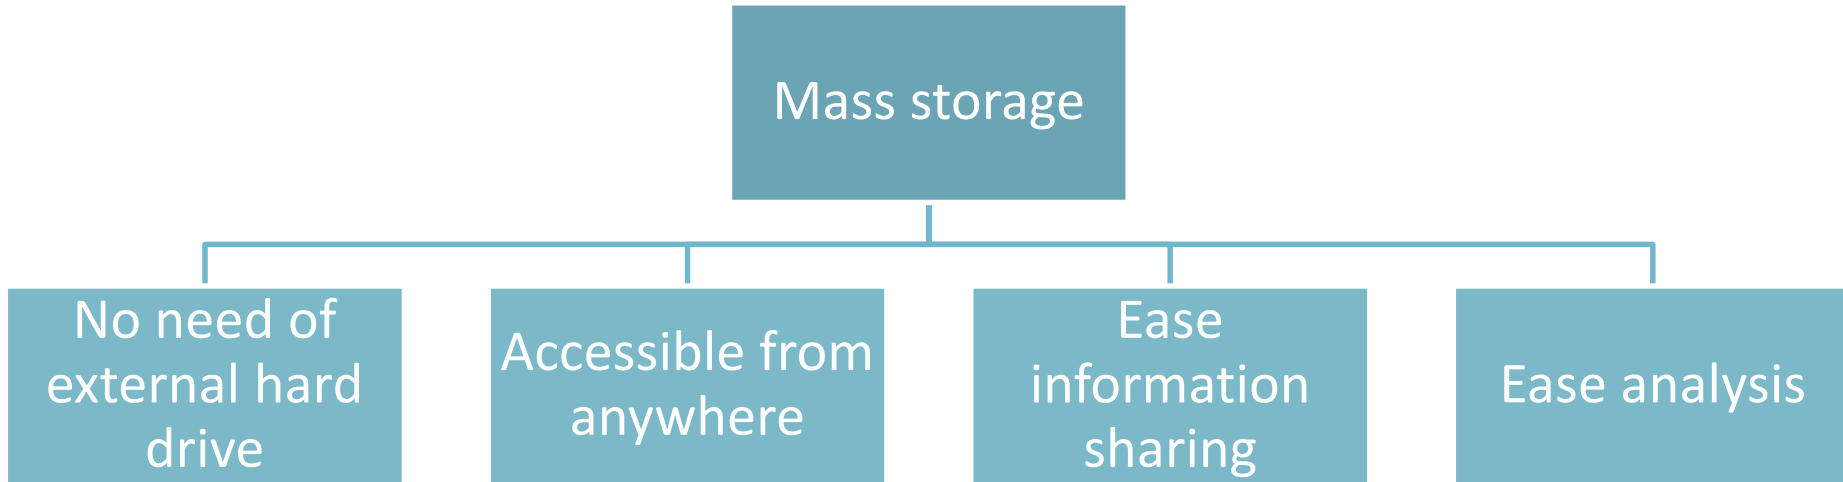 Mass storage
No need of
external hard
drive
Accessible from
anywhere
Ease
information
sharing
Ease analysis